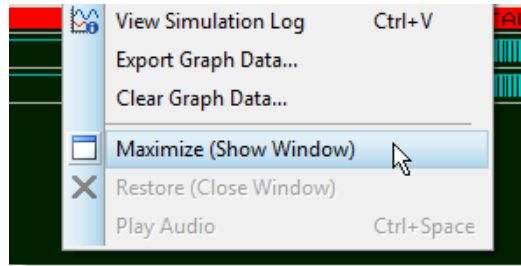 View Simulation Log Ctrl+V
Export Graph Data...
Clear Graph Data...
Maximize (Show Window)
Restore (Close Window)
Play Audio Ctrl+Space